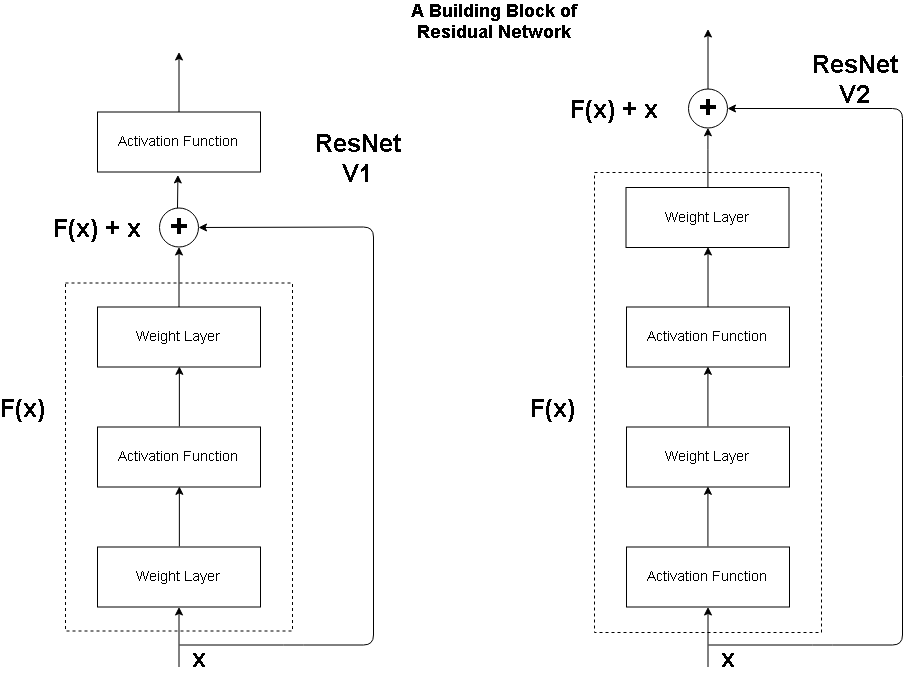 A Building Block of
Residual Network
ResNet
V1
Activation Function
F(x) + x
+
Weight Layer
F(x)
Activation Function
Weight Layer
x
ResNet
V2
F(x) + x
+
Weight Layer
Activation Function
F(x)
Weight Layer
Activation Function
x